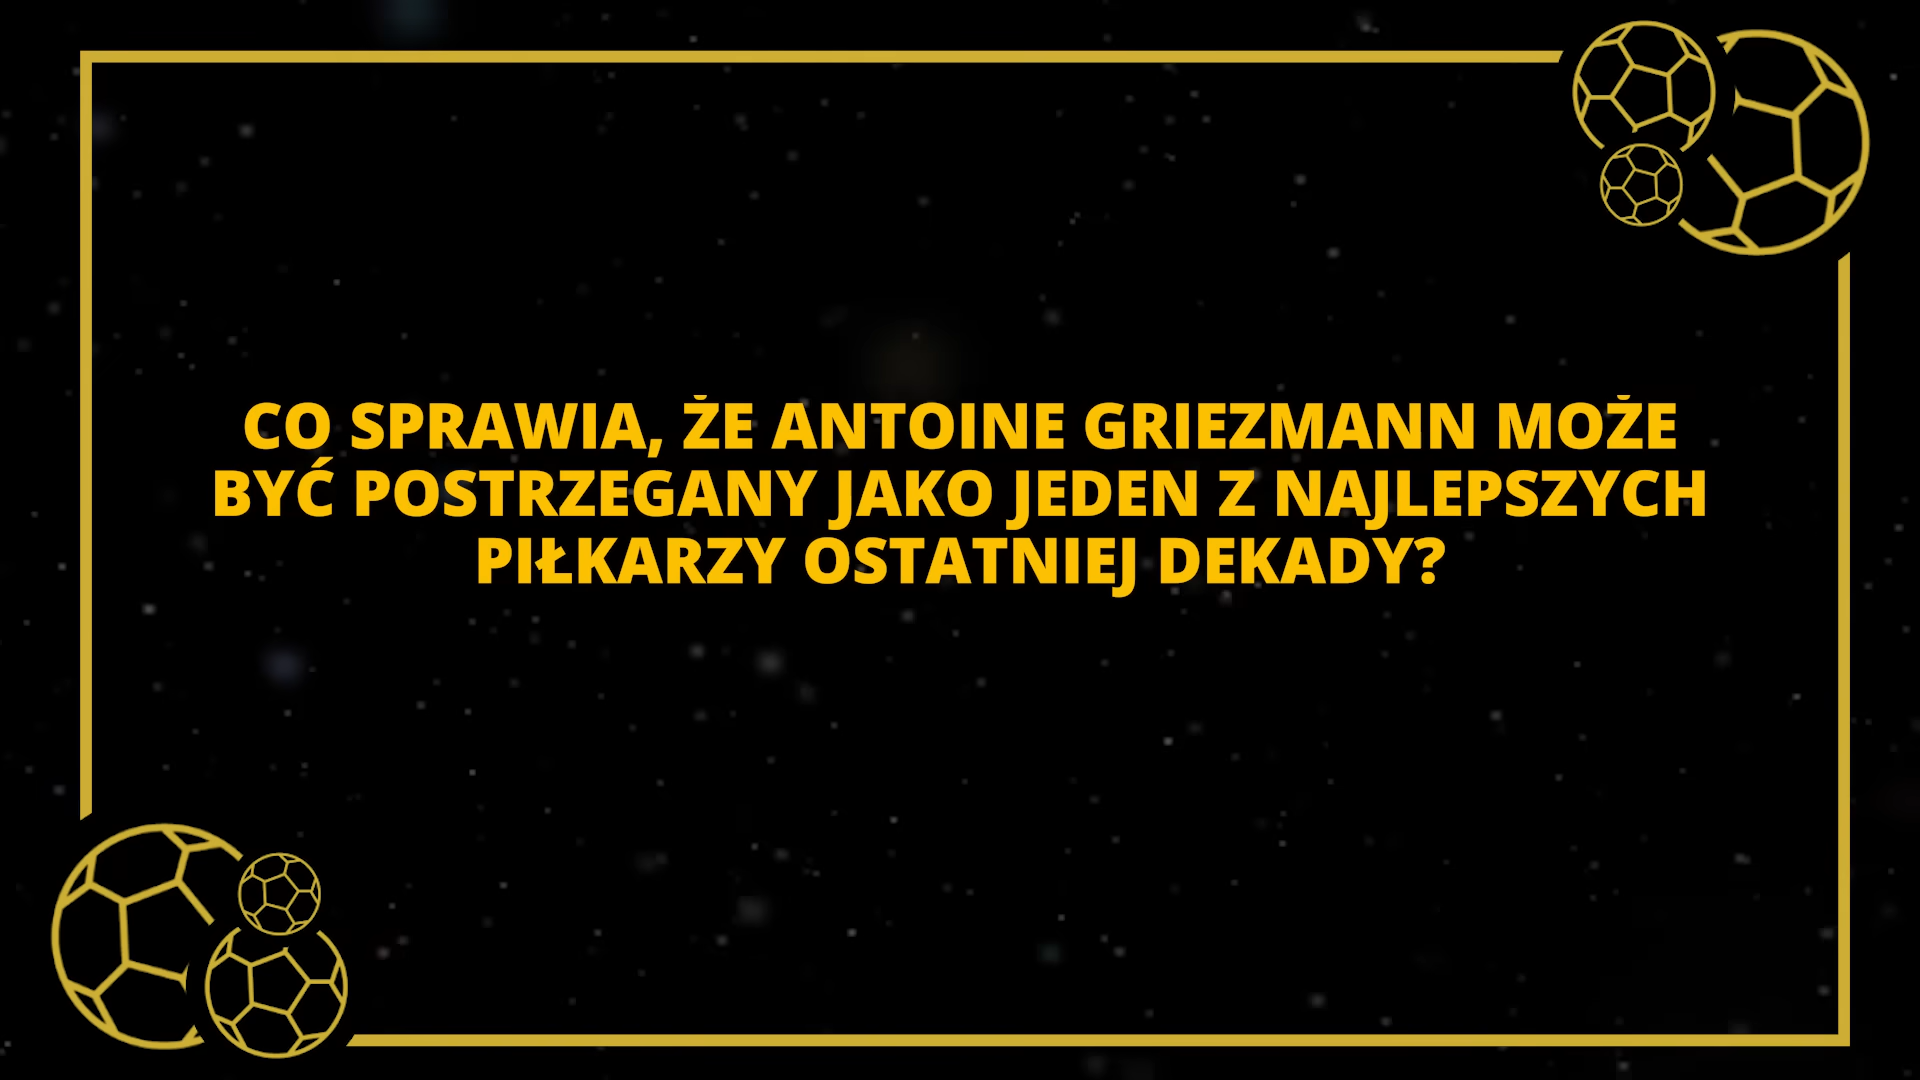 CO SPRAWIA, ŻE ANTOINE GRIEZMANN MOŻE
BYĆ POSTRZEGANY JAKO JEDEN Z NAJLEPSZYCH
PIŁKARZY OSTATNIEJ DEKADY?